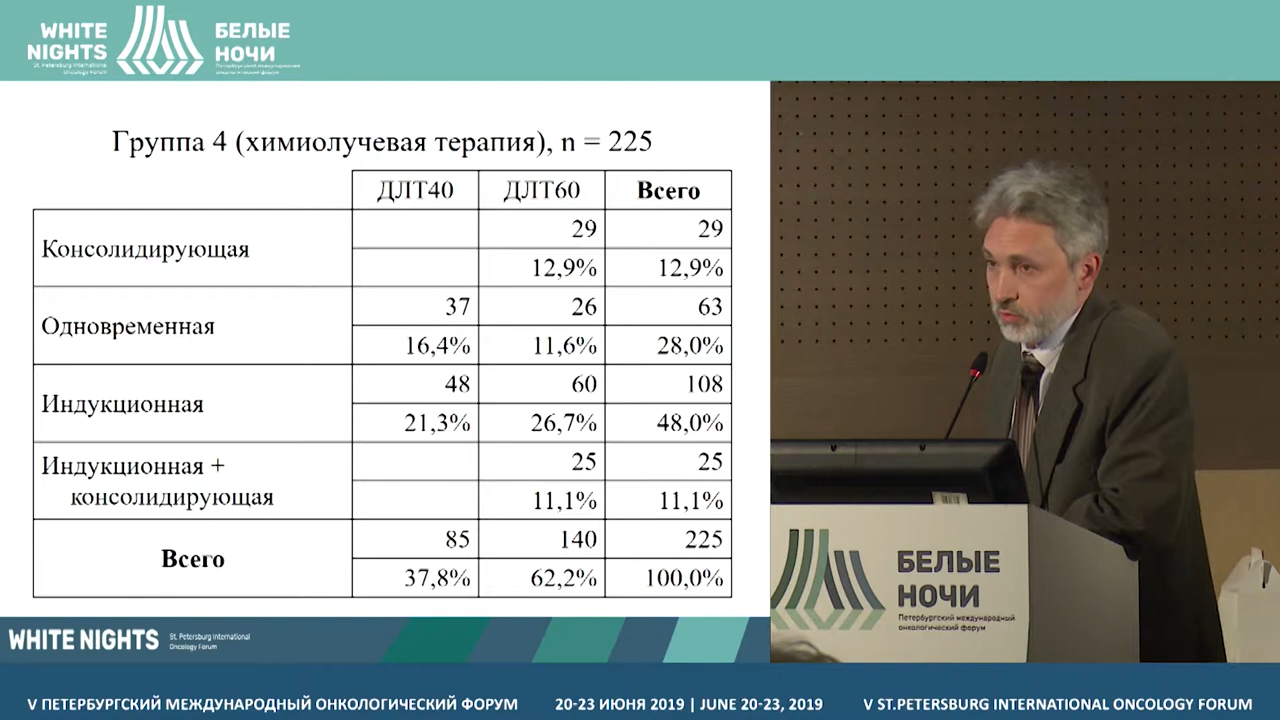 WHITE
NIGHTS
St. Petersburg International
Oncology Forum
БЕЛЫЕ
НОЧИ
Петербургский международный
онкологический форум
Группа 4 (химиолучевая терапия), n = 225
ДЛТ40 ДЛТ60 Всего
Консолидирующая
29 29
12,9% 12,9%
Одновременная
37 26 63
16,4% 11,6% 28,0%
Индукционная
48 60 108
21,3% 26,7% 48,0%
Индукционная +
консолидирующая
25 25
11,1% 11,1%
Всего
85 140 225
37,8% 62,2% 100,0%
БЕЛЫЕ
НОЧИ
Петербургский международный
онкологический форум
WHITE NIGHTS
St. Petersburg International
Oncology Forum
V ПЕТЕРБУРГСКИЙ МЕЖДУНАРОДНЫЙ ОНКОЛОГИЧЕСКИЙ ФОРУМ 20-23 ИЮНЯ 2019 | JUNE 20-23, 2019 V ST.PETERSBURG INTERNATIONAL ONCOLOGY FORUM